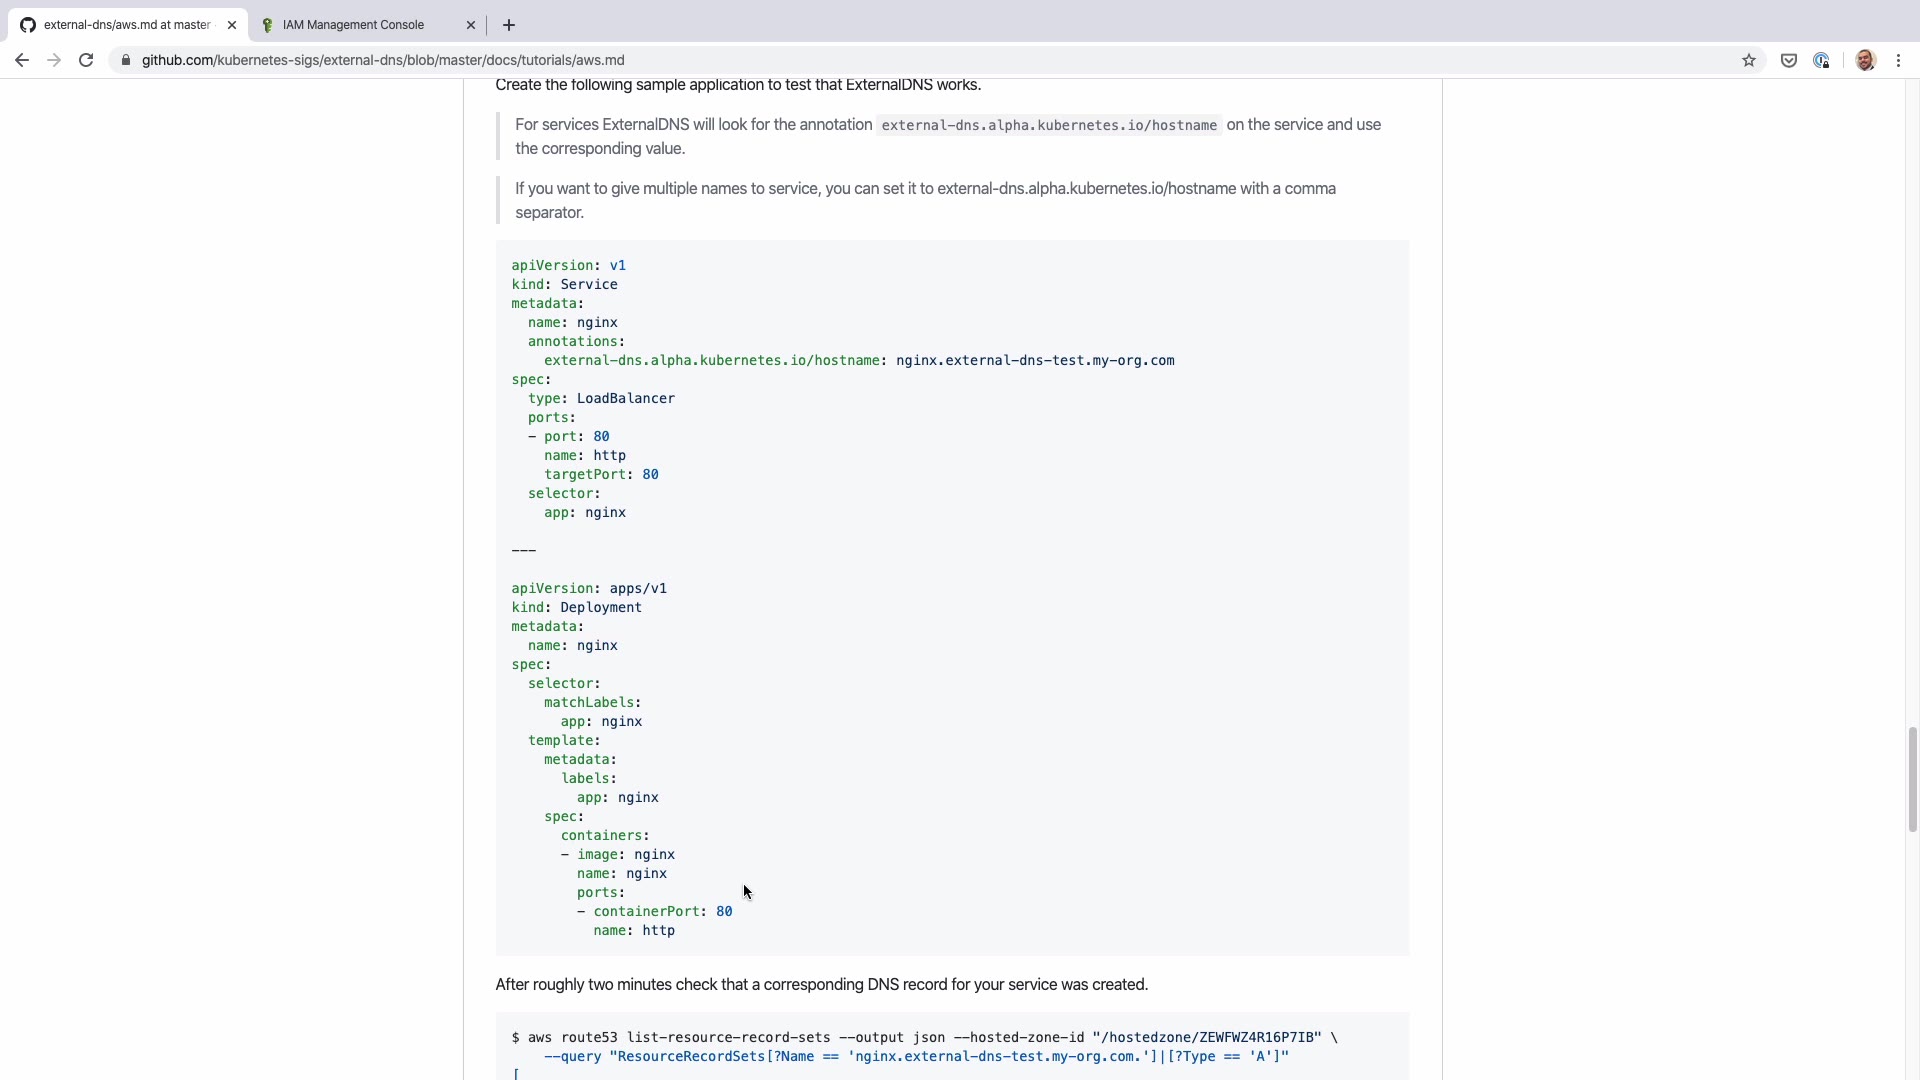 external-dns/aws.md at master
IAM Management Console
github.com/kubernetes-sigs/external-dns/blob/master/docs/tutorials/aws.md
Create the following sample application to test that ExternalDNS works.
For services ExternalDNS will look for the annotation external-dns.alpha.kubernetes.io/hostname on the service and use
the corresponding value.
If you want to give multiple names to service, you can set it to external-dns.alpha.kubernetes.io/hostname with a comma
separator.
apiVersion: v1
kind: Service
metadata:
  name: nginx
  annotations:
    external-dns.alpha.kubernetes.io/hostname: nginx.external-dns-test.my-org.com
spec:
  type: LoadBalancer
  ports:
  - port: 80
    name: http
    targetPort: 80
  selector:
    app: nginx
---
apiVersion: apps/v1
kind: Deployment
metadata:
  name: nginx
spec:
  selector:
    matchLabels:
      app: nginx
  template:
    metadata:
      labels:
        app: nginx
    spec:
      containers:
      - image: nginx
        name: nginx
        ports:
        - containerPort: 80
          name: http
After roughly two minutes check that a corresponding DNS record for your service was created.
$ aws route53 list-resource-record-sets --output json --hosted-zone-id "/hostedzone/ZEWFWZ4R16P7IB" \
    --query "ResourceRecordSets[?Name == 'nginx.external-dns-test.my-org.com.']|[?Type == 'A']"
[